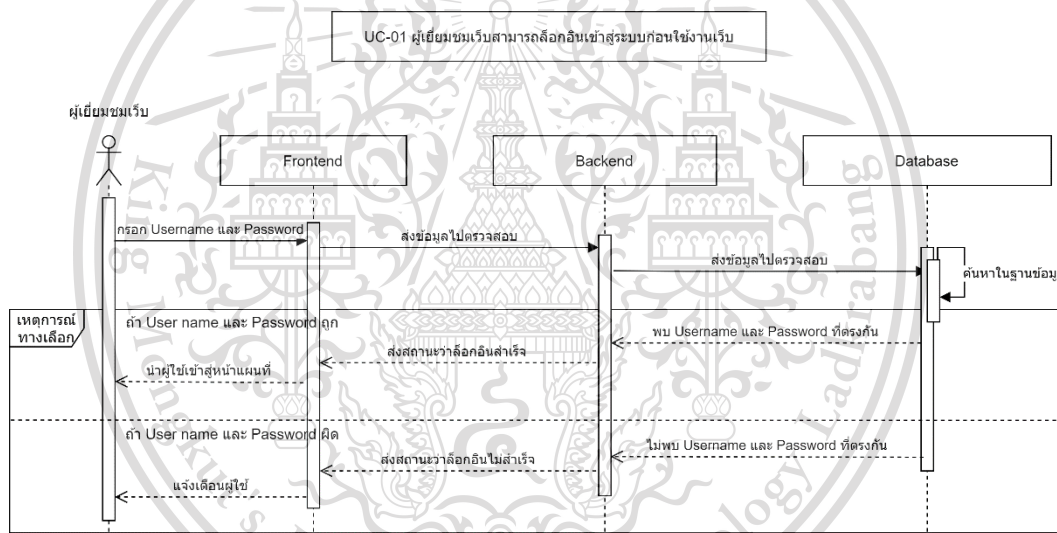 UC-01 ผู้เยี่ยมชมเว็บสามารถล็อกอินเข้าสู่ระบบก่อนใช้งานเว็บ
ผู้เยี่ยมชมเว็บ
Frontend
Backend
Database
กรอก Username และ Password
ส่งข้อมูลไปตรวจสอบ
ส่งข้อมูลไปตรวจสอบ
ค้นหาในฐานข้อมู
เหตุการณ์
ทางเลือก
ถ้า User name และ Password ถูก
พบ Username และ Password ที่ตรงกัน
ส่งสถานะว่าล็อกอินสำเร็จ
นำผู้ใช้เข้าสู่หน้าแผนที่
ถ้า User name และ Password ผิด
ไม่พบ Username และ Password ที่ตรงกัน
ส่งสถานะว่าล็อกอินไม่สำเร็จ
แจ้งเตือนผู้ใช้
King Mongkut's
ology Ladkrabang